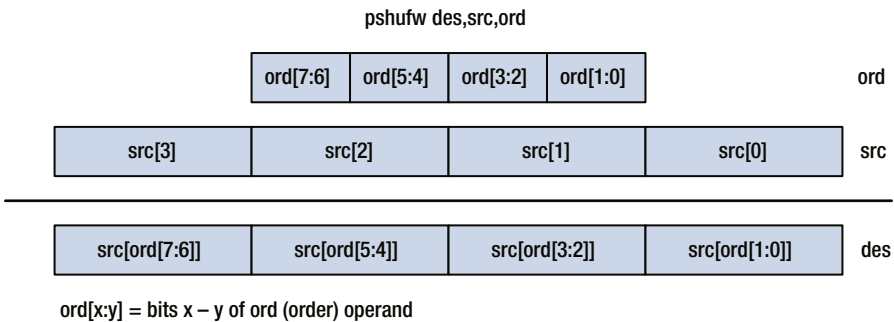 pshufw des,src,ord
ord[7:6] ord[5:4] ord[3:2] ord[1:0] ord
src[3] src[2] src[1] src[0] src
src[ord[7:6]] src[ord[5:4]] src[ord[3:2]] src[ord[1:0]] des
ord[x:y] = bits x – y of ord (order) operand